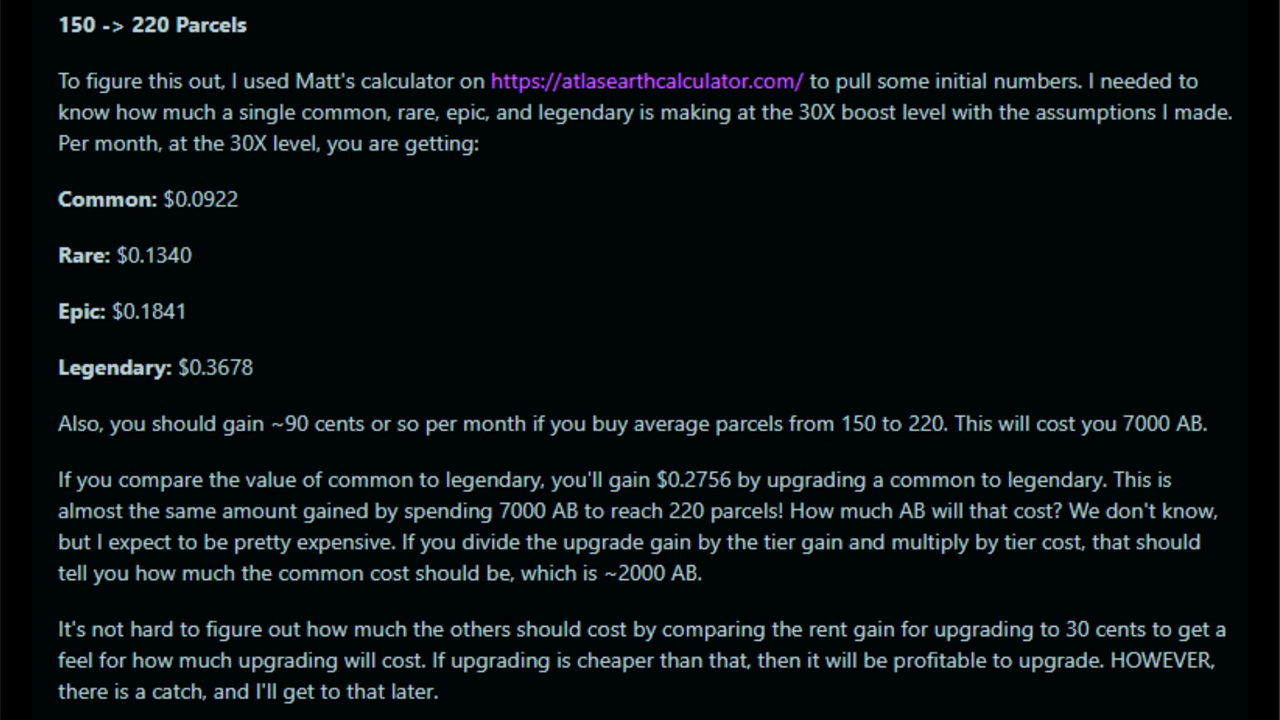 150 -> 220 Parcels
To figure this out, I used Matt's calculator on https://atlasearthcalculator.com/ to pull some initial numbers. I needed to
know how much a single common, rare, epic, and legendary is making at the 30X boost level with the assumptions I made.
Per month, at the 30X level, you are getting:
Common: $0.0922
Rare: $0.1340
Epic: $0.1841
Legendary: $0.3678
Also, you should gain ~90 cents or so per month if you buy average parcels from 150 to 220. This will cost you 7000 AB.
If you compare the value of common to legendary, you'll gain $0.2756 by upgrading a common to legendary. This is
almost the same amount gained by spending 7000 AB to reach 220 parcels! How much AB will that cost? We don't know,
but I expect to be pretty expensive. If you divide the upgrade gain by the tier gain and multiply by tier cost, that should
tell you how much the common cost should be, which is ~2000 AB.
It's not hard to figure out how much the others should cost by comparing the rent gain for upgrading to 30 cents to get a
feel for how much upgrading will cost. If upgrading is cheaper than that, then it will be profitable to upgrade. HOWEVER,
there is a catch, and I'll get to that later.